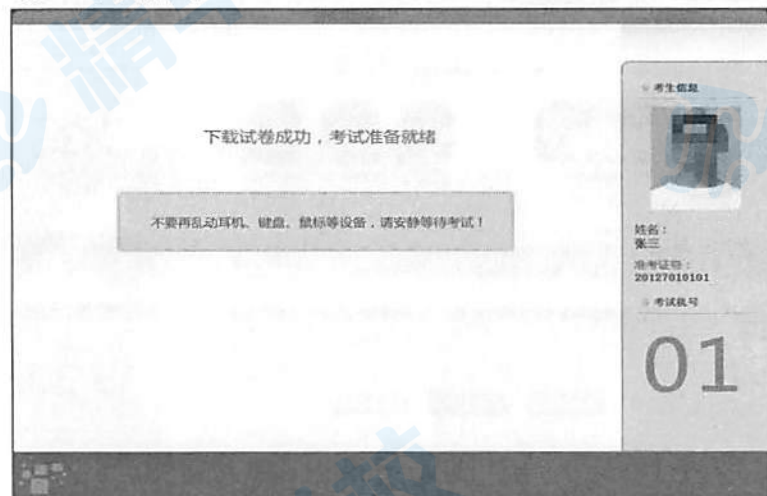 下载试卷成功，考试准备就绪
不要再乱动耳机、键盘、鼠标等设备，请安静等待考试！
考生信息
姓名：
张三
准考证号：
20127010101
考试机号
01